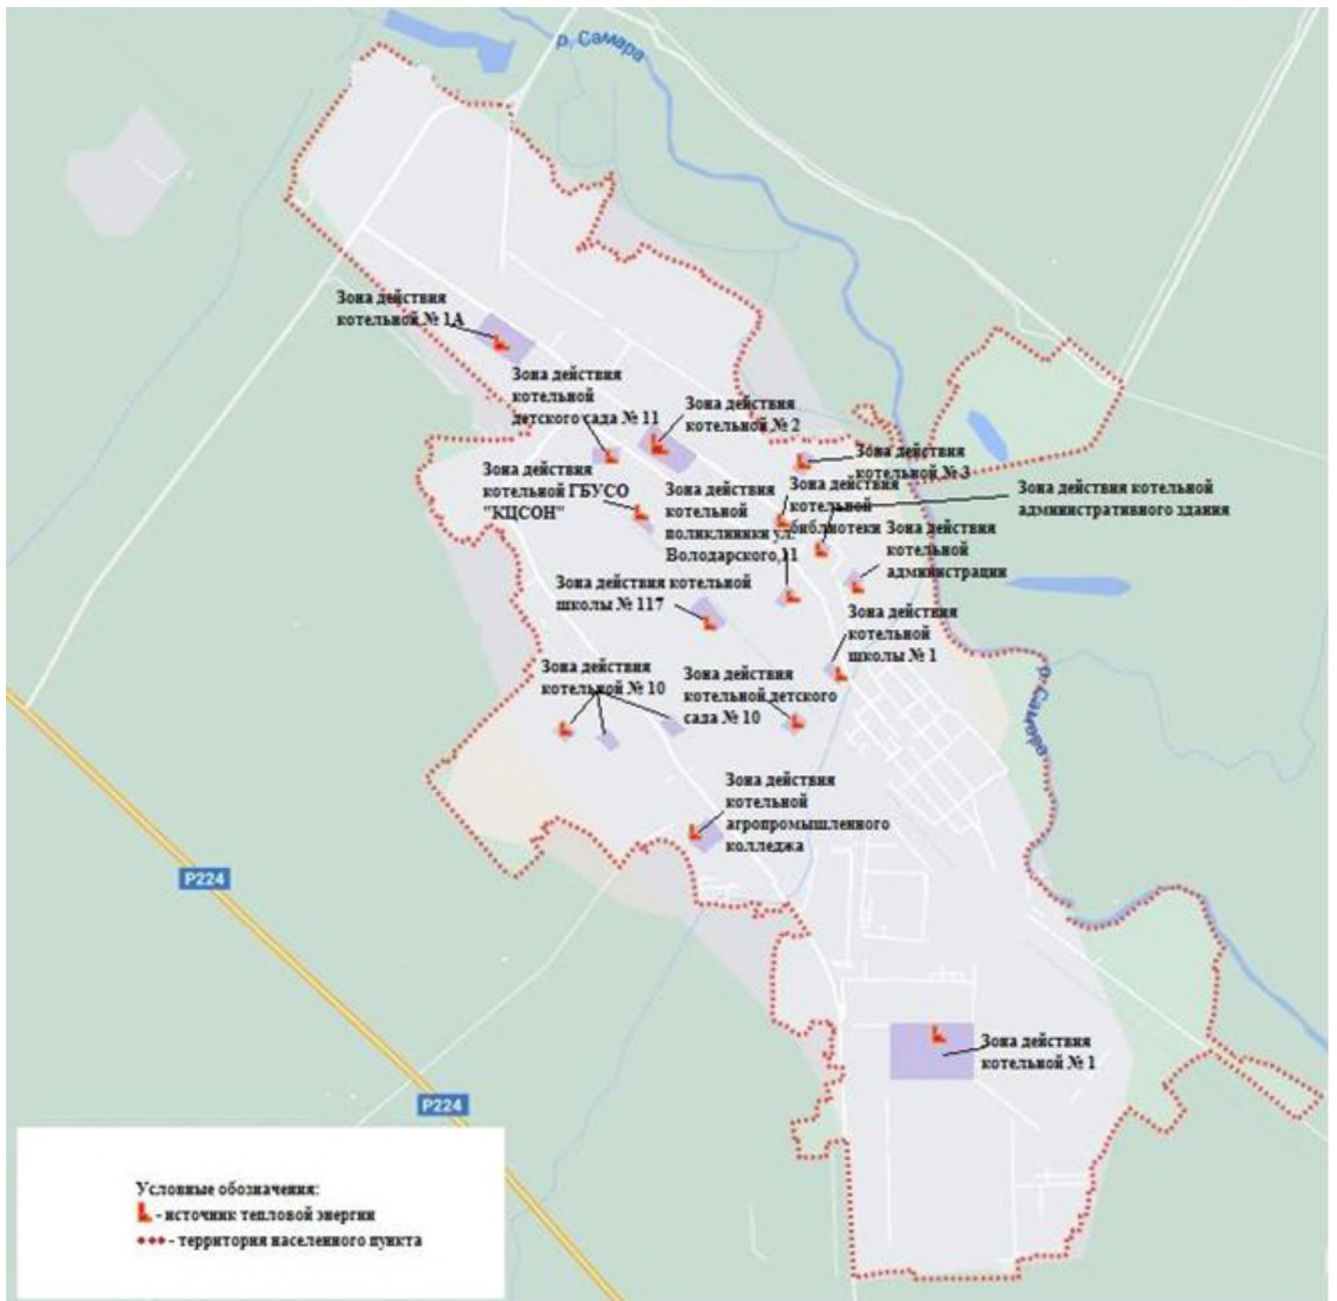 р. Самара
Зона действия
котельной № 1А
Зона действия
котельной
детского сада № 11
Зона действия
котельной № 2
Зона действия
котельной № 3
Зона действия
котельной ГБУСО
"КЦСОН"
Зона действия
котельной
поликлиники ул.
Володарского,11
Зона действия
котельной
библиотеки
Зона действия котельной
административного здания
Зона действия
котельной
администрации
Зона действия котельной
школы № 117
Зона действия
котельной
школы № 1
Зона действия
котельной № 10
Зона действия
котельной детского
сада № 10
р. Самара
Зона действия
котельной
агропромышленного
колледжа
Р224
Зона действия
котельной № 1
Р224
Условные обозначения:
- источник тепловой энергии
- территория населенного пункта